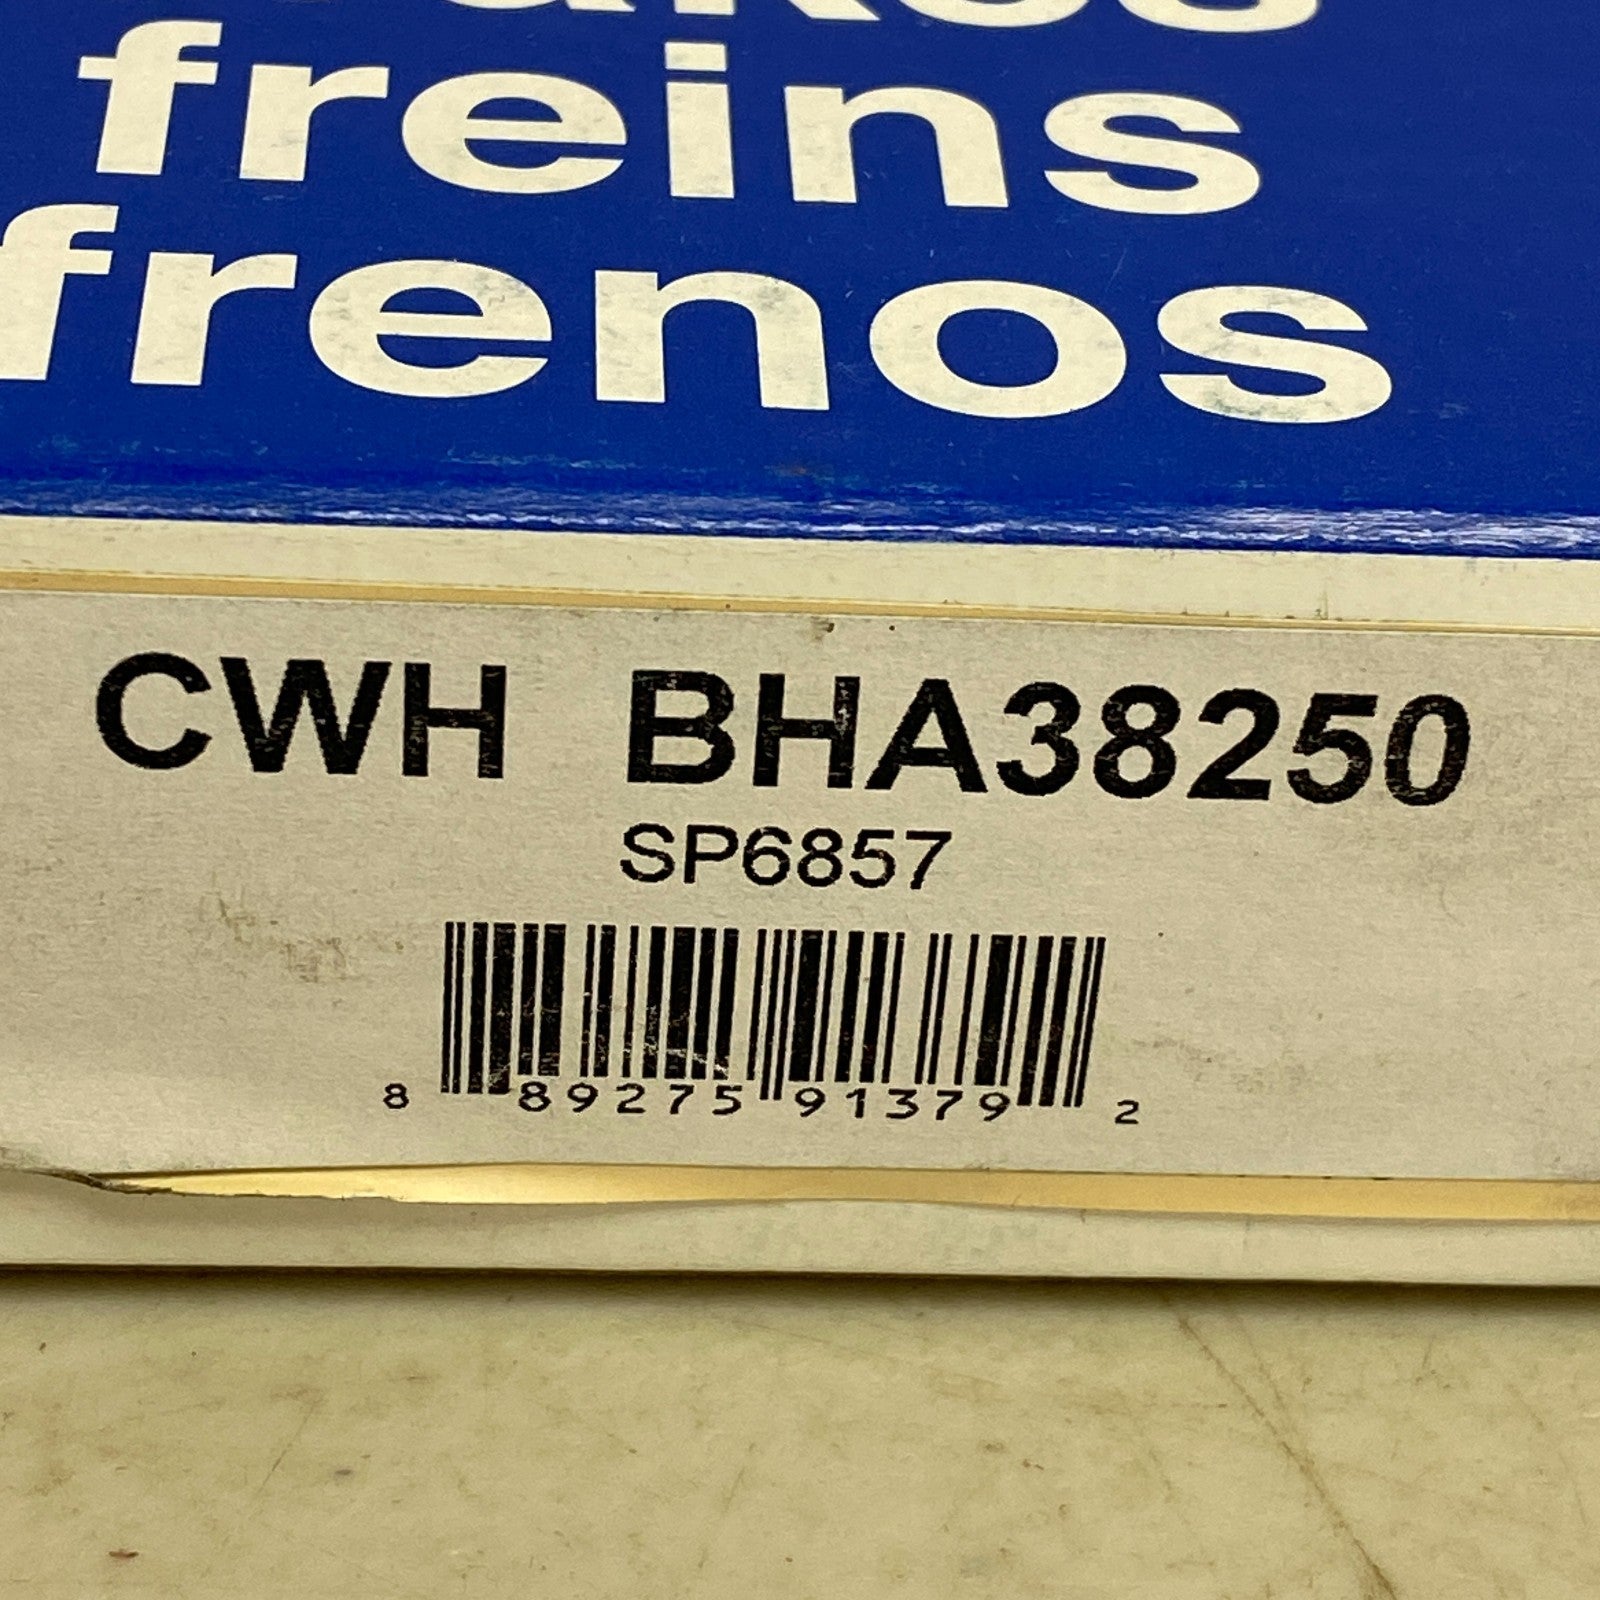 freins
frenos
CWH BHA38250
SP6857
8 89275 91379 2